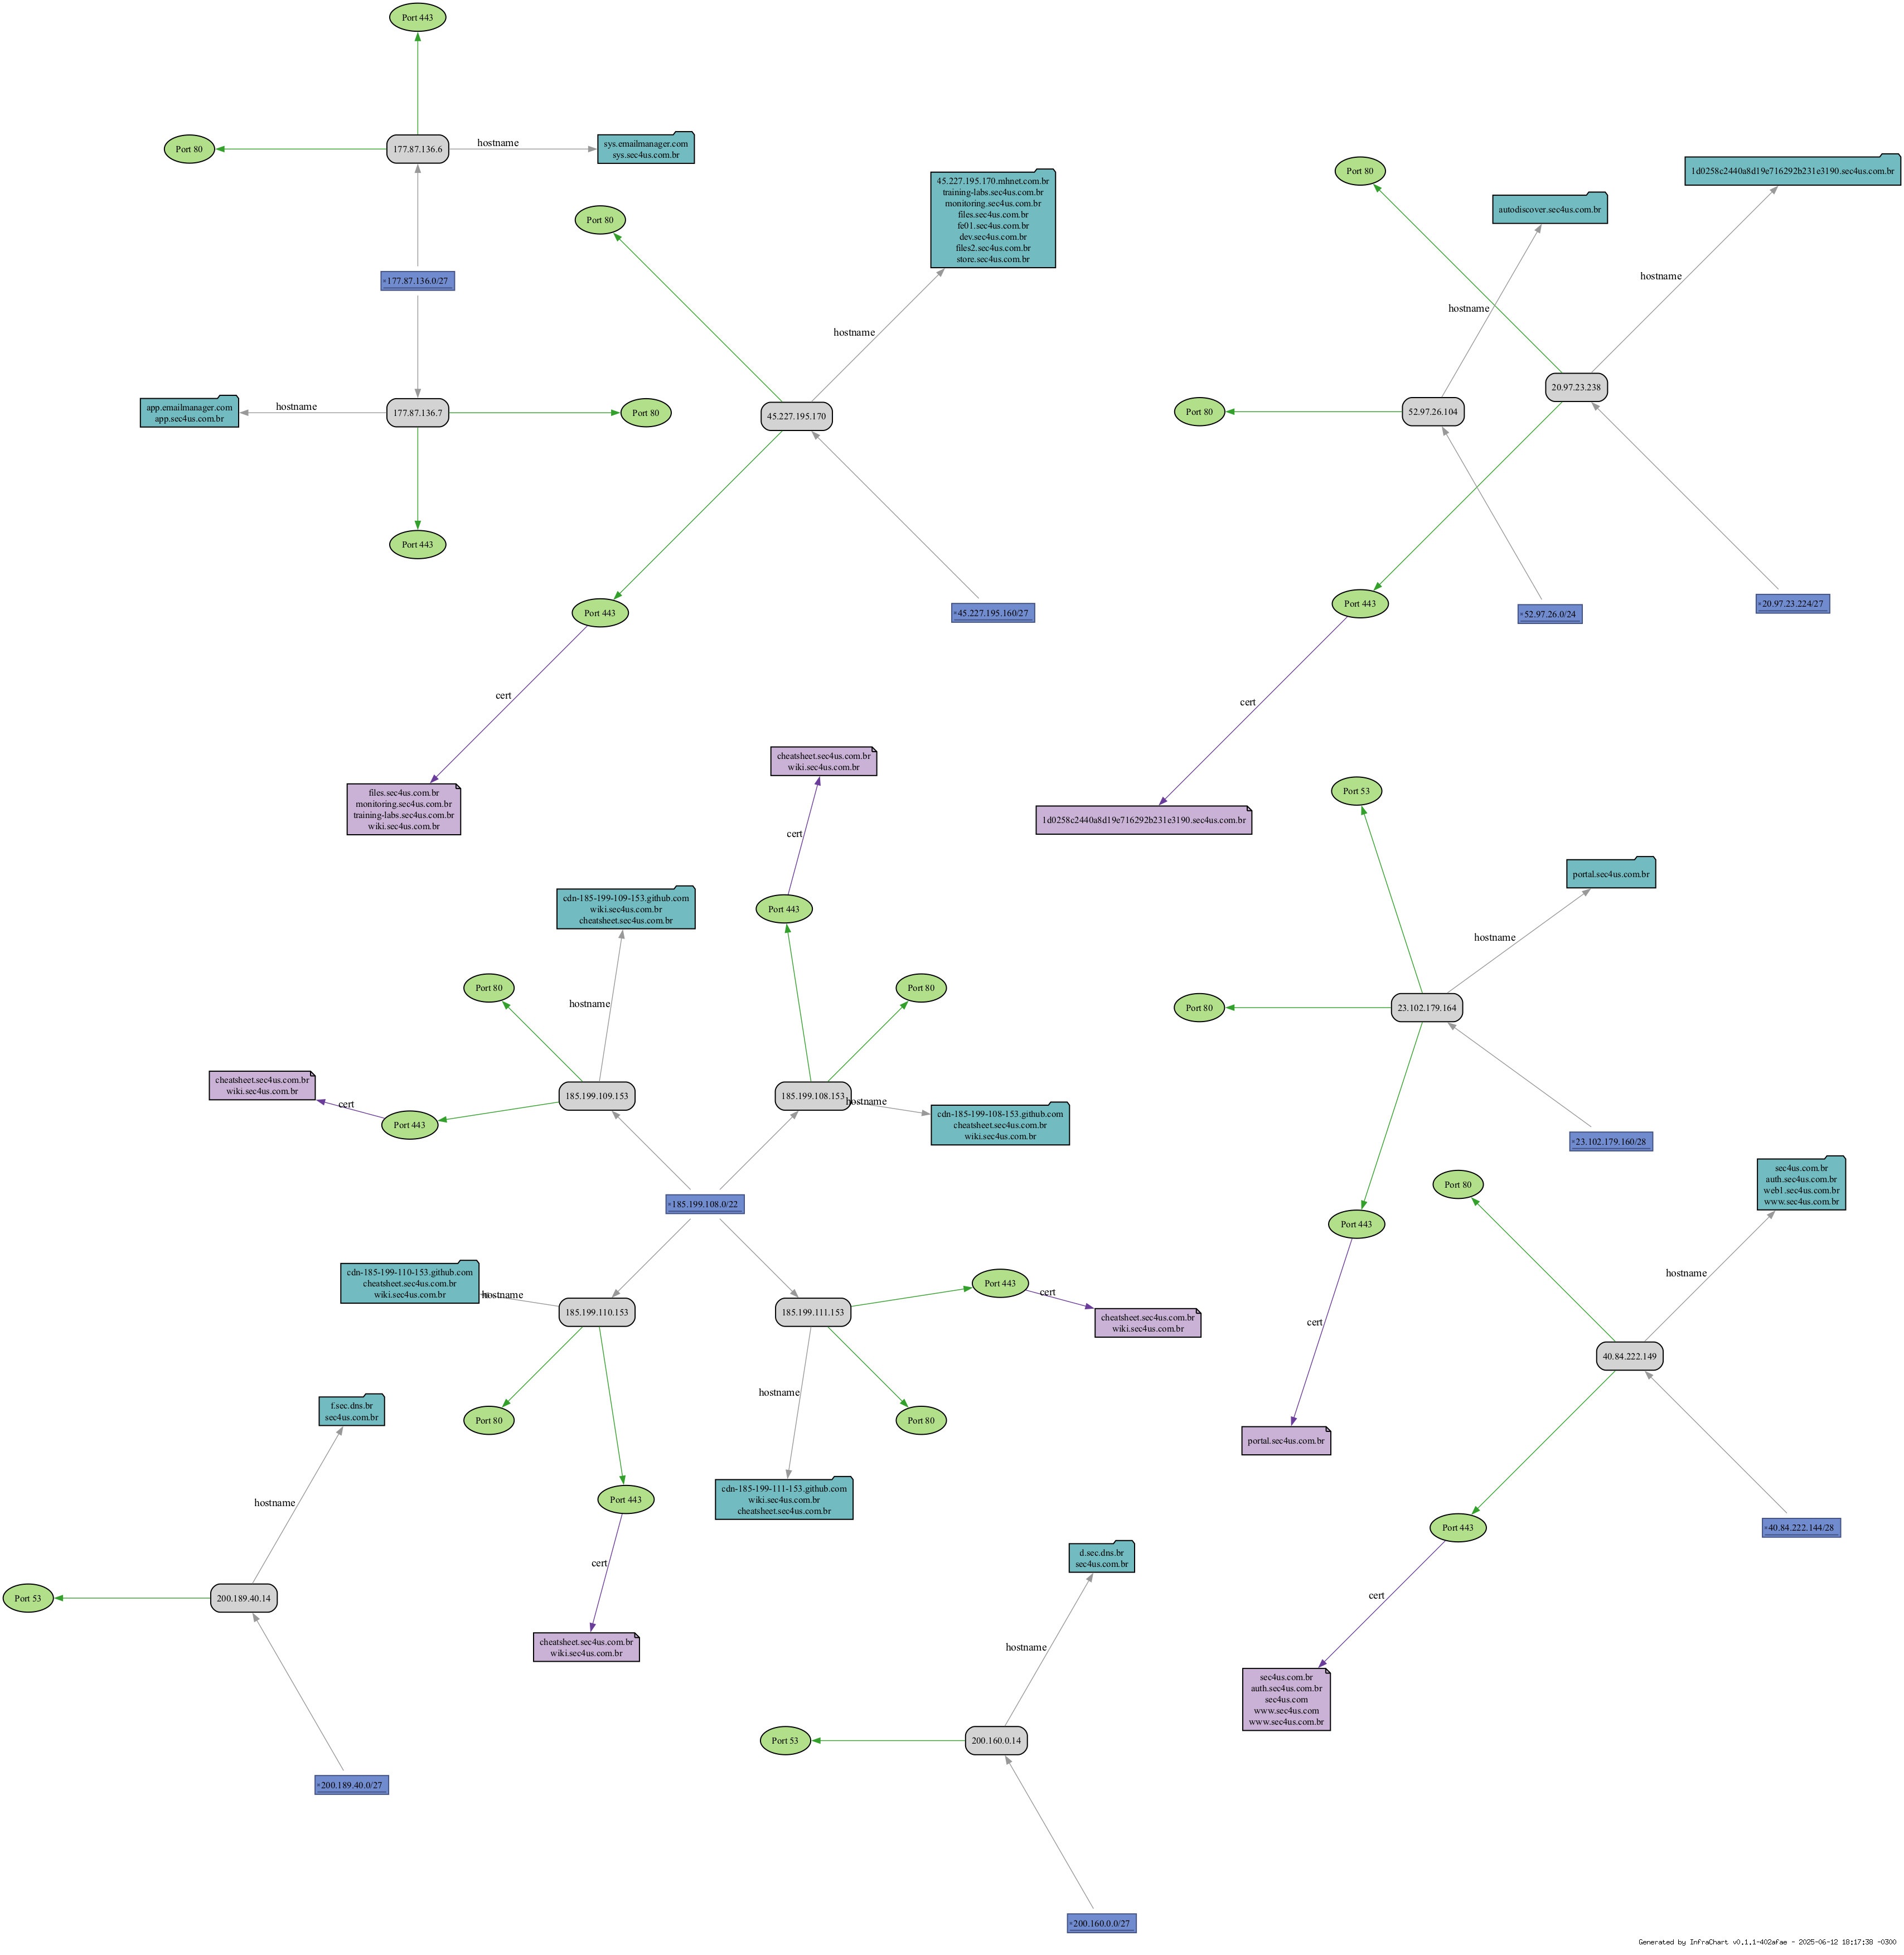 Port 443
Port 80
177.87.136.6
hostname
sys.emailmanager.com
sys.sec4us.com.br
177.87.136.0/27
app.emailmanager.com
app.sec4us.com.br
hostname
177.87.136.7
Port 80
Port 443
Port 80
45.227.195.170.mhnet.com.br
training-labs.sec4us.com.br
monitoring.sec4us.com.br
files.sec4us.com.br
fe01.sec4us.com.br
dev.sec4us.com.br
files2.sec4us.com.br
store.sec4us.com.br
hostname
45.227.195.170
Port 443
45.227.195.160/27
cert
files.sec4us.com.br
monitoring.sec4us.com.br
training-labs.sec4us.com.br
wiki.sec4us.com.br
Port 80
autodiscover.sec4us.com.br
1d0258c2440a8d19e716292b231e3190.sec4us.com.br
hostname
hostname
20.97.23.238
Port 80
52.97.26.104
Port 443
52.97.26.0/24
20.97.23.224/27
cert
1d0258c2440a8d19e716292b231e3190.sec4us.com.br
cheatsheet.sec4us.com.br
wiki.sec4us.com.br
cert
Port 443
cdn-185-199-109-153.github.com
wiki.sec4us.com.br
cheatsheet.sec4us.com.br
Port 80
hostname
Port 80
cheatsheet.sec4us.com.br
wiki.sec4us.com.br
cert
Port 443
185.199.109.153
185.199.108.153
hostname
cdn-185-199-108-153.github.com
cheatsheet.sec4us.com.br
wiki.sec4us.com.br
185.199.108.0/22
cdn-185-199-110-153.github.com
cheatsheet.sec4us.com.br
wiki.sec4us.com.br
hostname
185.199.110.153
185.199.111.153
Port 443
cert
cheatsheet.sec4us.com.br
wiki.sec4us.com.br
Port 80
hostname
Port 80
Port 443
cdn-185-199-111-153.github.com
wiki.sec4us.com.br
cheatsheet.sec4us.com.br
cert
cheatsheet.sec4us.com.br
wiki.sec4us.com.br
Port 53
portal.sec4us.com.br
hostname
Port 80
23.102.179.164
23.102.179.160/28
Port 443
cert
portal.sec4us.com.br
Port 80
sec4us.com.br
auth.sec4us.com.br
web1.sec4us.com.br
www.sec4us.com.br
hostname
40.84.222.149
Port 443
40.84.222.144/28
cert
sec4us.com.br
auth.sec4us.com.br
sec4us.com
www.sec4us.com
www.sec4us.com.br
f.sec.dns.br
sec4us.com.br
hostname
Port 53
200.189.40.14
200.189.40.0/27
d.sec.dns.br
sec4us.com.br
hostname
Port 53
200.160.0.14
200.160.0.0/27
Generated by InfraChart v0.1.1-402afae - 2025-06-12 18:17:38 -0300